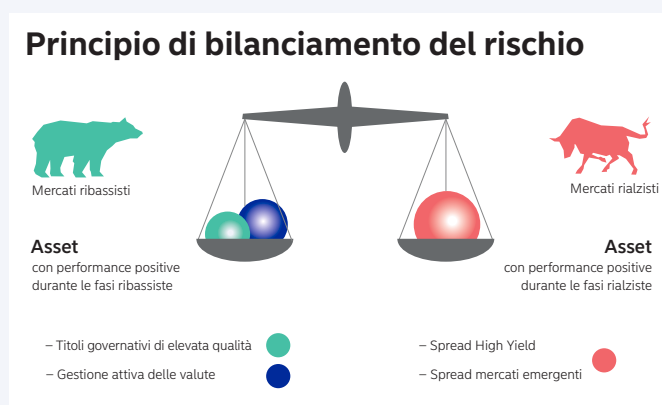 Principio di bilanciamento del rischio
Mercati ribassisti
Mercati rialzisti
Asset
con performance positive
durante le fasi ribassiste
Asset
con performance positive
durante le fasi rialziste
– Titoli governativi di elevata qualità
– Gestione attiva delle valute
– Spread High Yield
– Spread mercati emergenti